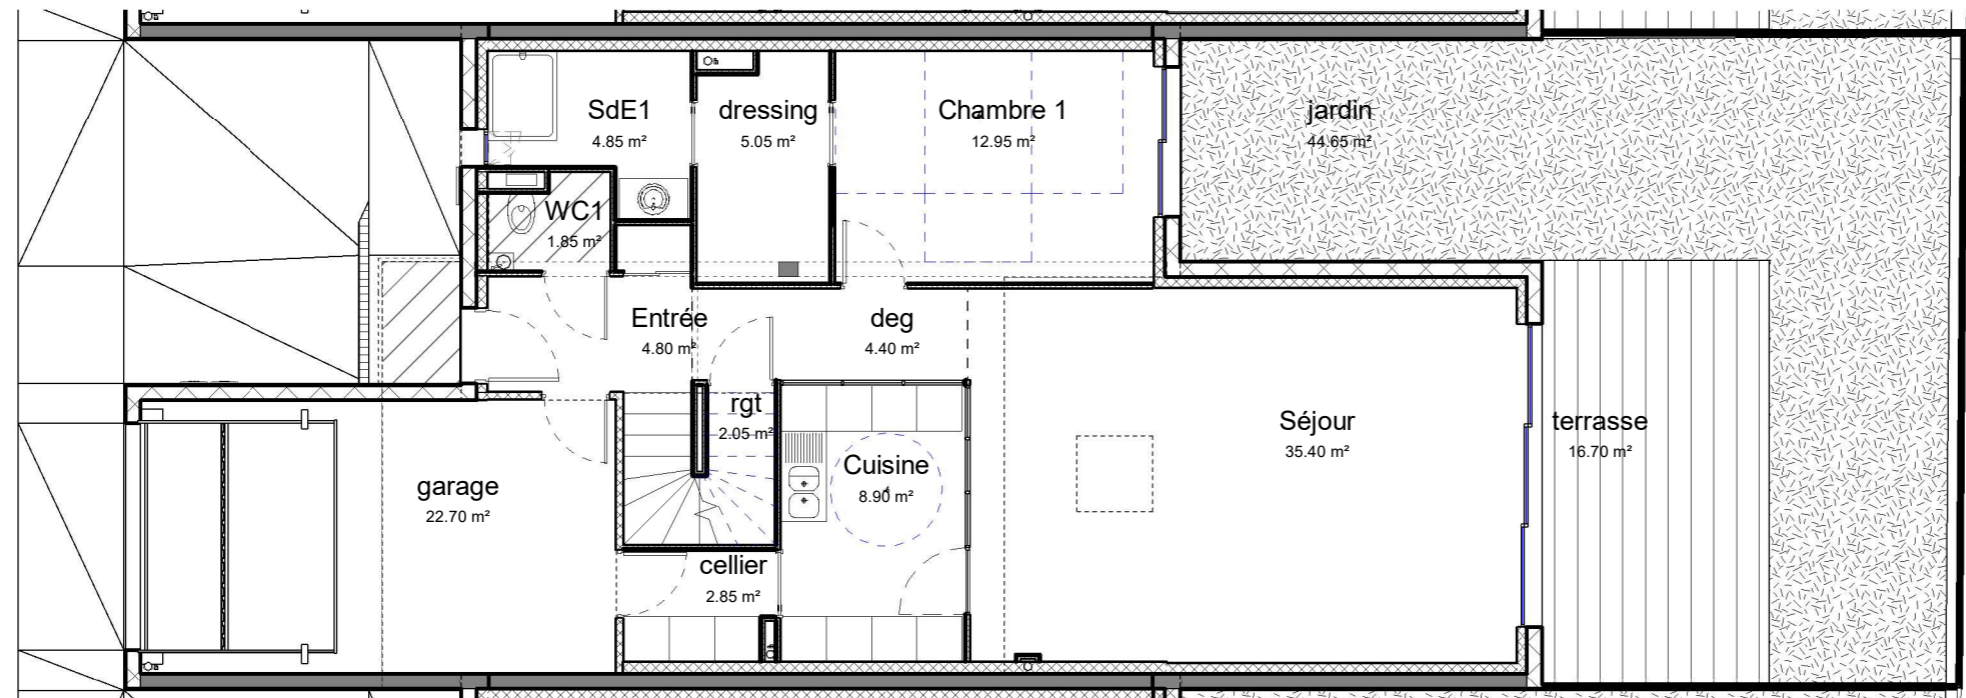 SdE1
4.85 m²
dressing
5.05 m²
Chambre 1
12.95 m²
jardin
44.65 m²
WC1
1.85 m²
Entrée
4.80 m²
deg
4.40 m²
rgt
2.05 m²
Cuisine
8.90 m²
Séjour
35.40 m²
terrasse
16.70 m²
garage
22.70 m²
cellier
2.85 m²